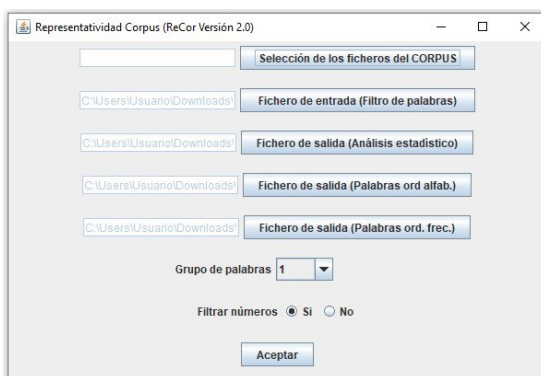 Representatividad Corpus (ReCor Versión 2.0)
Selección de los ficheros del CORPUS
C:\Users\Usuario\Downloads\ Fichero de entrada (Filtro de palabras)
C:\Users\Usuario\Downloads\ Fichero de salida (Análisis estadístico)
C:\Users\Usuario\Downloads\ Fichero de salida (Palabras ord alfab.)
C:\Users\Usuario\Downloads\ Fichero de salida (Palabras ord. frec.)
Grupo de palabras 1
Filtrar números Si No
Aceptar